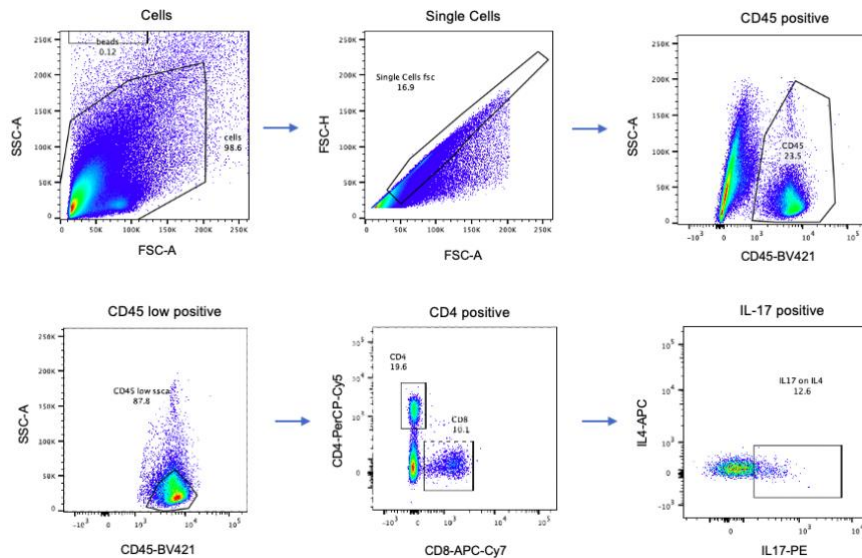 Cells
Single Cells
CD45 positive
250K
200K
150K
100K
50K
0
SSC-A
beads
0.12
cells
98.6
0
50K
100K
150K
200K
250K
FSC-A
250K
200K
150K
100K
50K
0
FSC-H
Single Cells fsc
16.9
0
50K
100K
150K
200K
250K
FSC-A
250K
200K
150K
100K
50K
0
SSC-A
CD45
23.5
-10³
0
10³
10⁴
10⁵
CD45-BV421
CD45 low positive
CD4 positive
IL-17 positive
250K
200K
150K
100K
50K
0
SSC-A
CD45 low ssca
87.8
-10³
0
10³
10⁴
10⁵
CD45-BV421
10⁵
10⁴
10³
0
CD4-PerCP-Cy5
CD4
19.6
CD8
10.1
-10³
0
10³
10⁴
10⁵
CD8-APC-Cy7
10⁵
10⁴
10³
0
-10³
IL4-APC
IL17 on IL4
12.6
0
10³
10⁴
IL17-PE